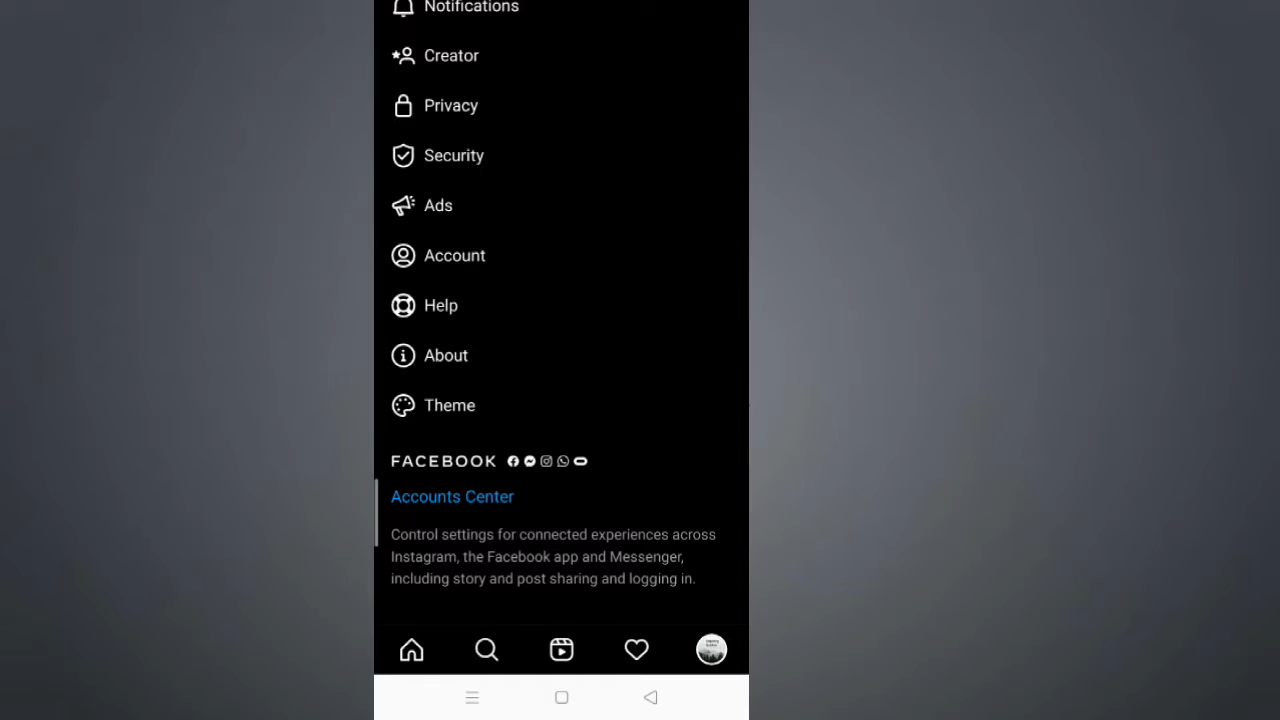 Notifications
Creator
Privacy
Security
Ads
Account
Help
About
Theme
FACEBOOK
Accounts Center
Control settings for connected experiences across
Instagram, the Facebook app and Messenger,
including story and post sharing and logging in.